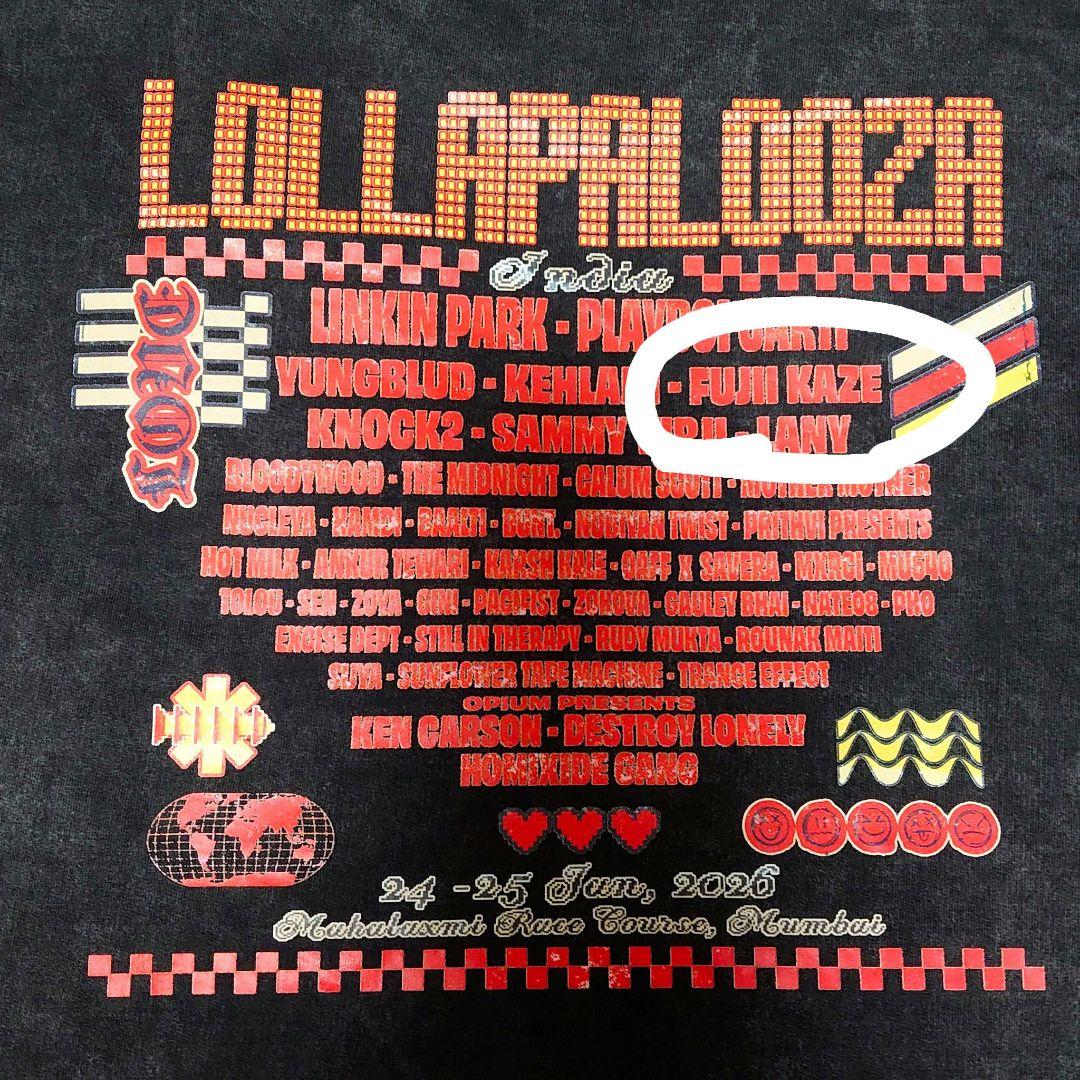 LOLLAPALOOZA
India
LINKIN PARK - PLAYBOI CARTI
YUNGBLUD - KEHLANI - FUJII KAZE
KNOCK2 - SAMMY VIRJI - LANY
BLOODYWOOD - THE MIDNIGHT - CALUM SCOTT - MOTHER MOTHER
NUCLEYA - HAMDI - BAALTI - BUNT. - NUBIYAN TWIST - PRITHVI PRESENTS
HOT MILK - ANKUR TEWARI - KARSH KALE - OAFF X SAVERA - MXRCI - MU540
TOLOU - SEN - ZOYA - GINI - PACIFIST - ZOKOVA - GAULEY BHAI - NATE08 - PHO
EXCISE DEPT - STILL IN THERAPY - RUDY MUKTA - ROUNAK MAITI
SUYA - SUNFLOWER TAPE MACHINE - TRANCE EFFECT
OPIUM PRESENTS
KEN CARSON - DESTROY LONELY
HOMIXIDE GANG
24 -25 Jan, 2026
Mahalaxmi Race Course, Mumbai